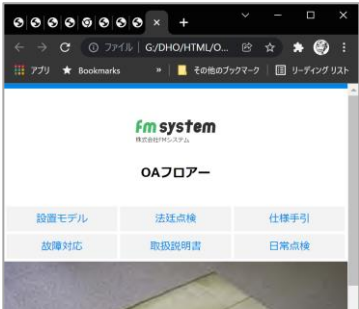 ファイル | G:/DHO/HTML/O...
アプリ Bookmarks » その他のブックマーク リーディング リスト
fm system
株式会社FMシステム
OAフロアー
設置モデル 法廷点検 仕様手引
故障対応 取扱説明書 日常点検